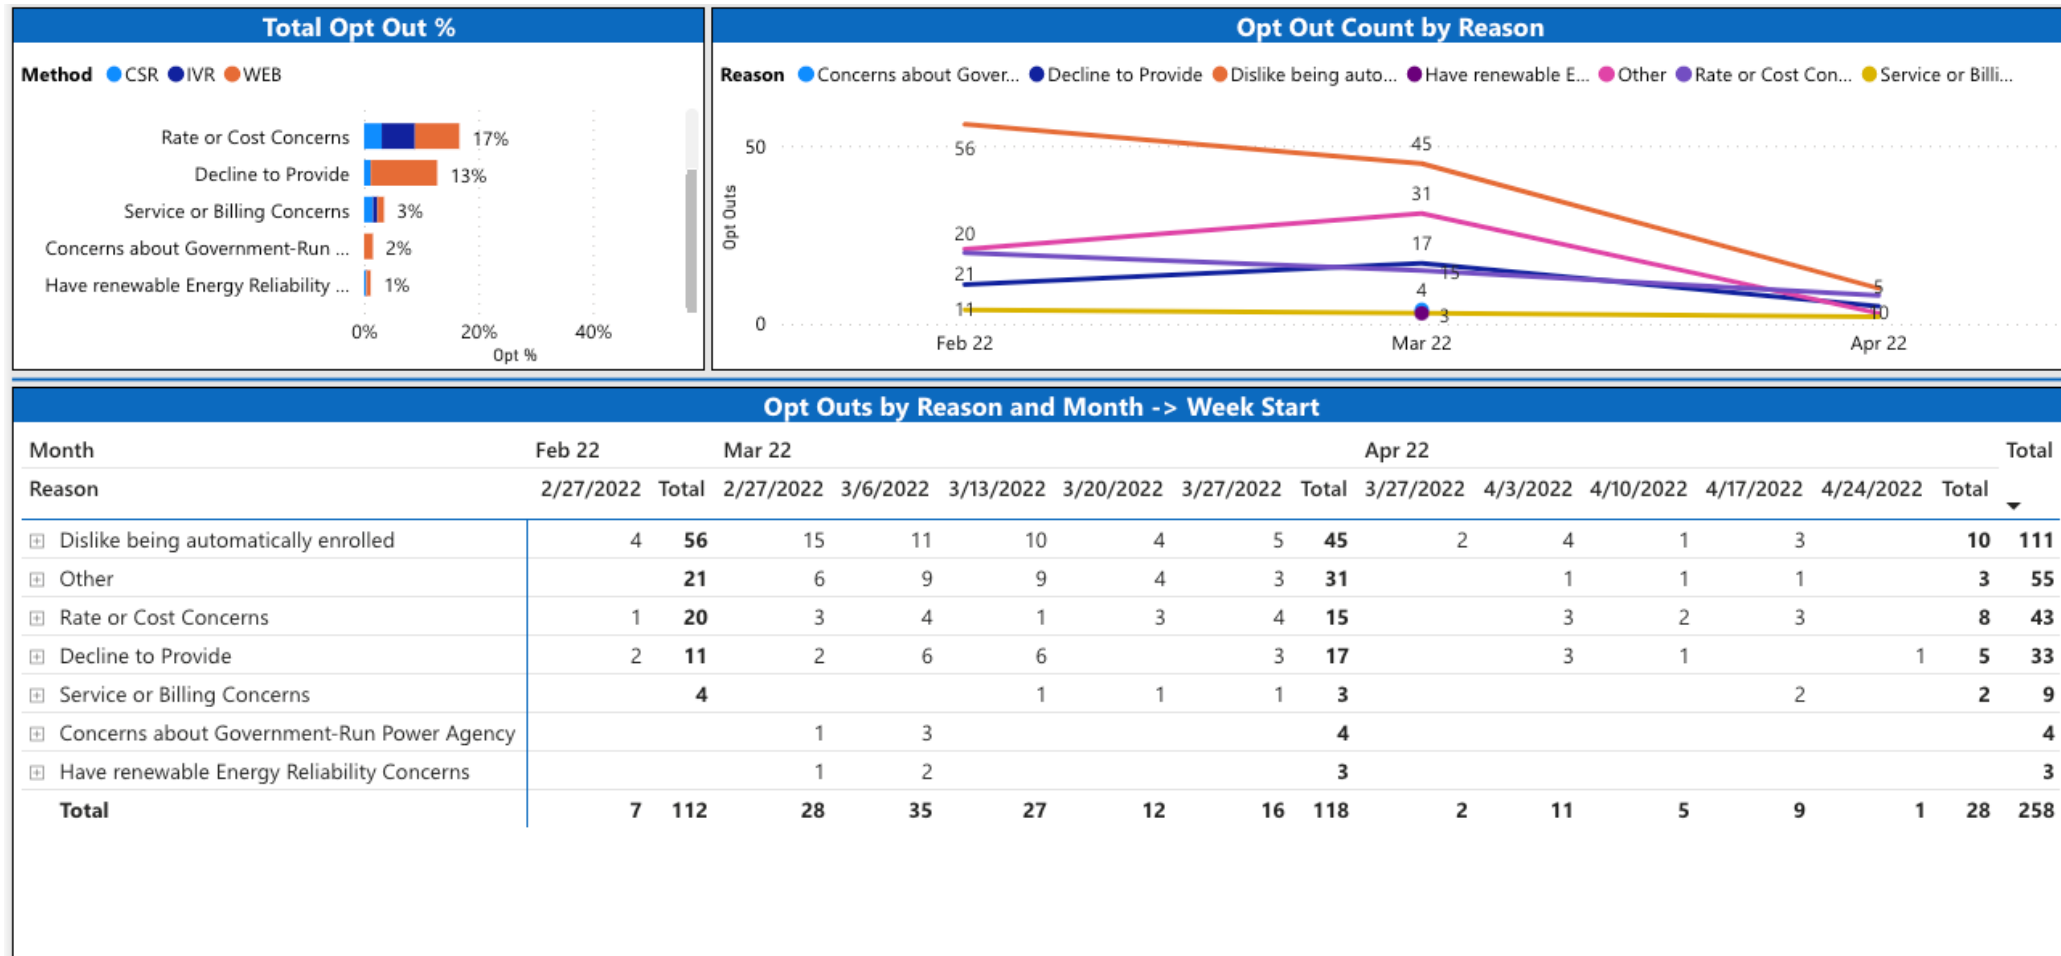 Total Opt Out %
Method CSR IVR WEB
Rate or Cost Concerns 17%
Decline to Provide 13%
Service or Billing Concerns 3%
Concerns about Government-Run ... 2%
Have renewable Energy Reliability ... 1%
0% 20% 40%
Opt %
Opt Out Count by Reason
Reason Concerns about Gover... Decline to Provide Dislike being auto... Have renewable E... Other Rate or Cost Con... Service or Billi...
Opt Outs
50
0
56
20
21
11
45
31
17
15
4
3
5
10
Feb 22 Mar 22 Apr 22
Opt Outs by Reason and Month -> Week Start
Month Feb 22 Mar 22 Apr 22 Total
Reason 2/27/2022 Total 2/27/2022 3/6/2022 3/13/2022 3/20/2022 3/27/2022 Total 3/27/2022 4/3/2022 4/10/2022 4/17/2022 4/24/2022 Total
Dislike being automatically enrolled 4 56 15 11 10 4 5 45 2 4 1 3 10 111
Other 21 6 9 9 4 3 31 1 1 1 3 55
Rate or Cost Concerns 1 20 3 4 1 3 4 15 3 2 3 8 43
Decline to Provide 2 11 2 6 6 3 17 3 1 1 5 33
Service or Billing Concerns 4 1 1 1 3 2 2 9
Concerns about Government-Run Power Agency 1 3 4 4
Have renewable Energy Reliability Concerns 1 2 3 3
Total 7 112 28 35 27 12 16 118 2 11 5 9 1 28 258